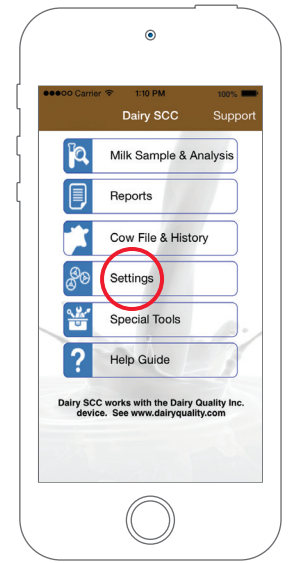 ●●●○○ Carrier 1:10 PM 100%
Dairy SCC Support
Milk Sample & Analysis
Reports
Cow File & History
Settings
Special Tools
? Help Guide
Dairy SCC works with the Dairy Quality Inc.
device. See www.dairyquality.com